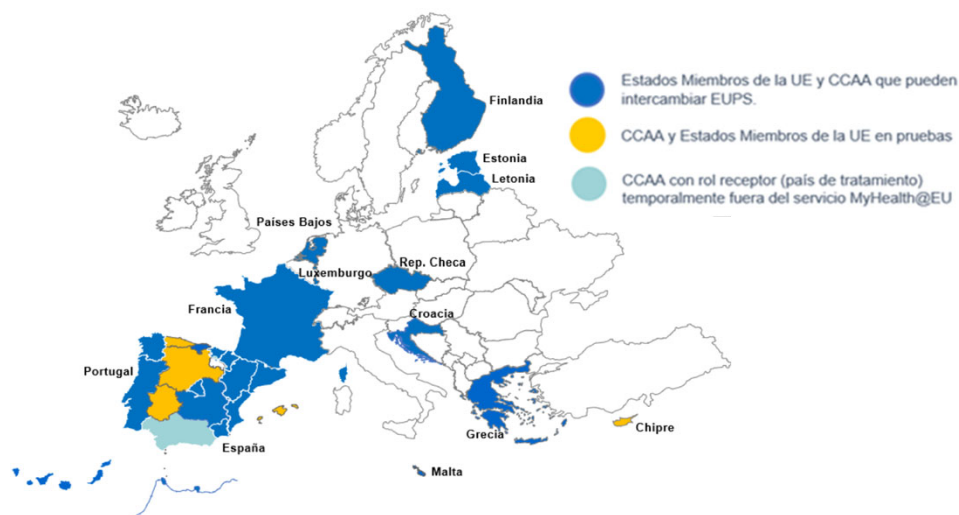 Estados Miembros de la UE y CCAA que pueden
intercambiar EUPS.
CCAA y Estados Miembros de la UE en pruebas
CCAA con rol receptor (país de tratamiento)
temporalmente fuera del servicio MyHealth@EU
Finlandia
Estonia
Letonia
Países Bajos
Luxemburgo
Rep. Checa
Francia
Croacia
Portugal
España
Grecia
Chipre
Malta